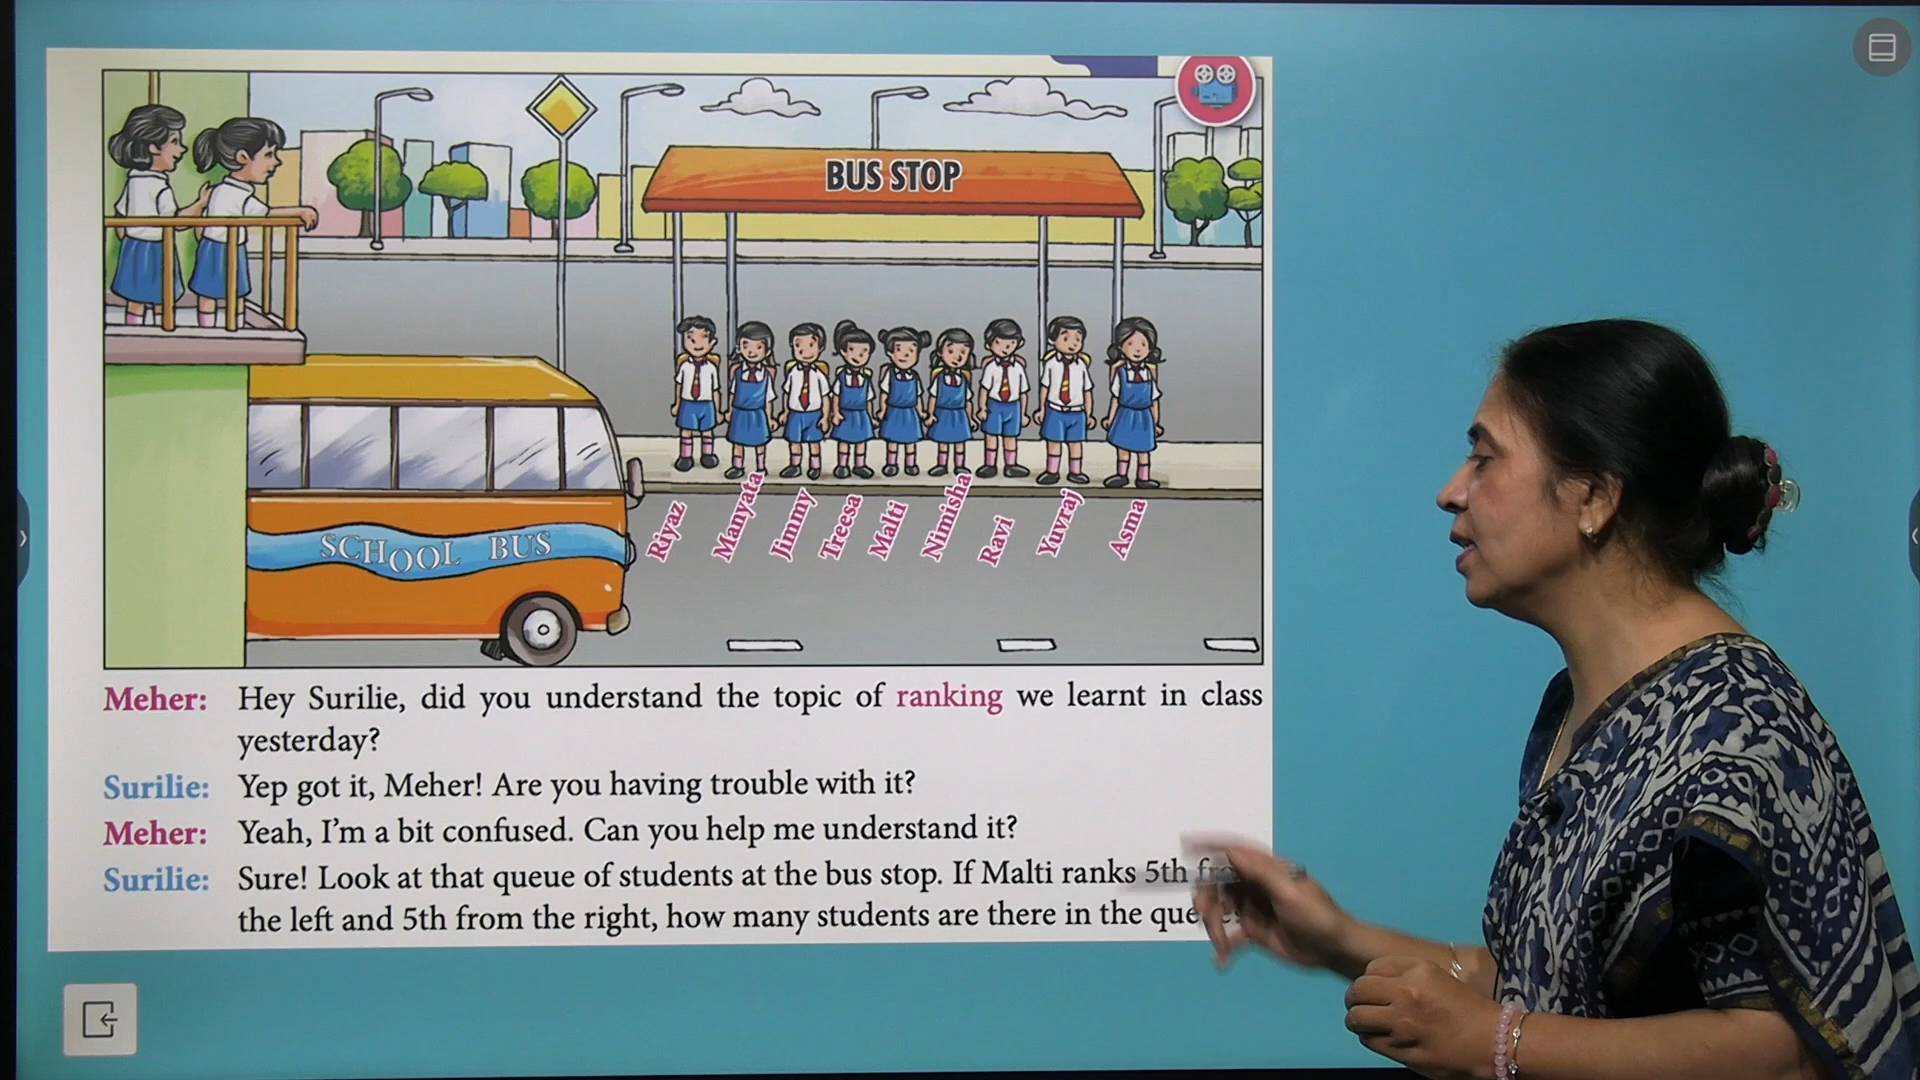 BUS STOP
SCHOOL BUS
Riyaz
Manyata
Jimmy
Treesa
Malti
Nimisha
Ravi
Yuvraj
Asma
Meher: Hey Surilie, did you understand the topic of ranking we learnt in class
yesterday?
Surilie: Yep got it, Meher! Are you having trouble with it?
Meher: Yeah, I'm a bit confused. Can you help me understand it?
Surilie: Sure! Look at that queue of students at the bus stop. If Malti ranks 5th
the left and 5th from the right, how many students are there in the